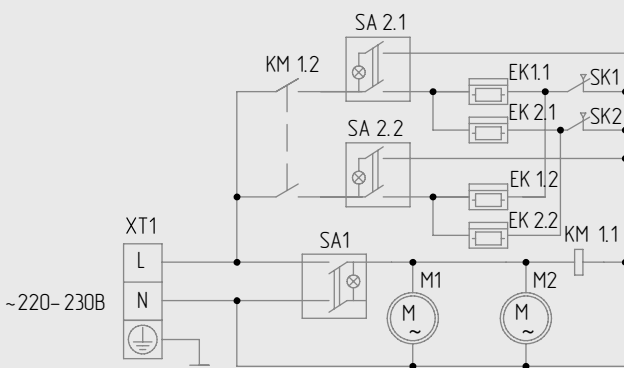 SA 2.1
KM 1.2
EK1.1
SK1
EK 2.1
SK2
SA 2.2
EK 1.2
EK 2.2
XT1
SA1
KM 1.1
L
M1
M2
~220-230В
N
M
~
M
~